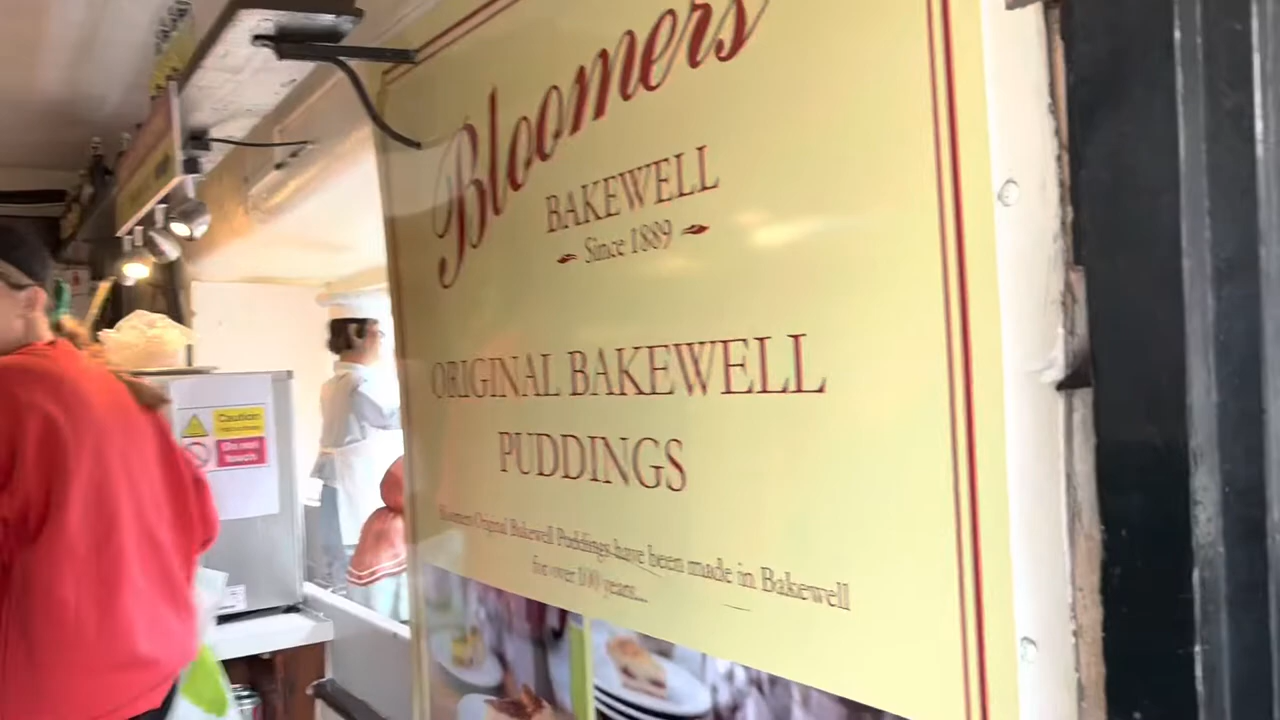 Bloomers
BAKEWELL
Since 1889
ORIGINAL BAKEWELL
PUDDINGS
Bloomers Original Bakewell Puddings have been made in Bakewell
for over 100 years...
Caution
Do not
touch